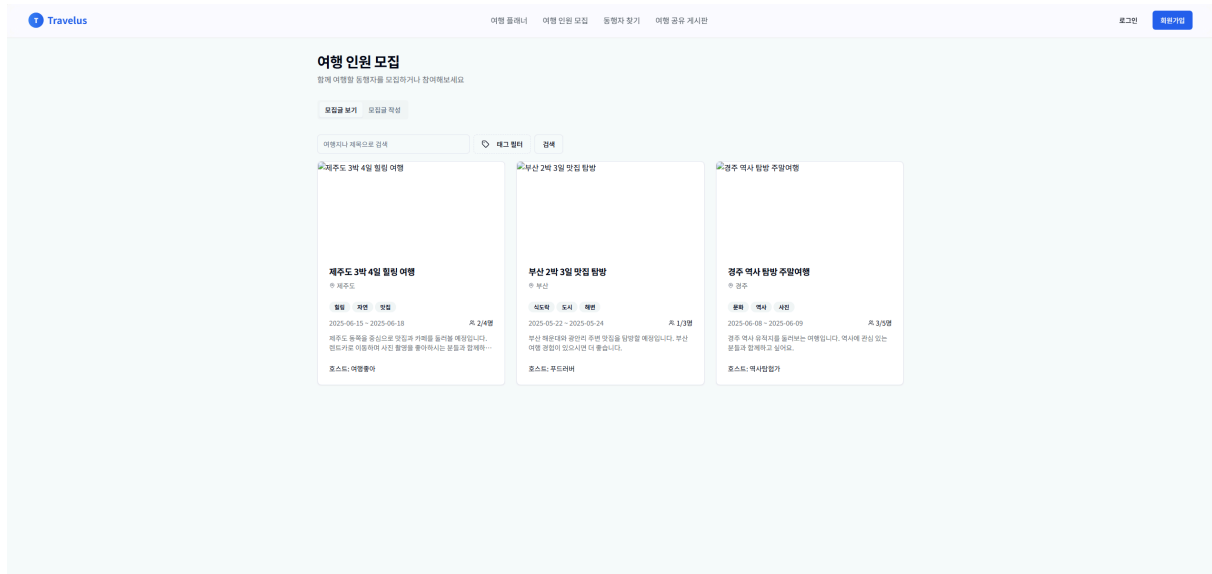 T Travelus
여행 플래너 여행 인원 모집 동행자 찾기 여행 공유 게시판
로그인 회원가입
여행 인원 모집
함께 여행할 동행자를 모집하거나 참여해보세요
모집글 보기 모집글 작성
여행지나 제목으로 검색 태그 필터 검색
제주도 3박 4일 힐링 여행
제주도 3박 4일 힐링 여행
제주도
힐링 자연 맛집
2025-06-15 ~ 2025-06-18 2/4명
제주도 동쪽을 중심으로 맛집과 카페를 둘러볼 예정입니다.
렌트카로 이동하며 사진 촬영을 좋아하시는 분들과 함께하…
호스트: 여행좋아
부산 2박 3일 맛집 탐방
부산 2박 3일 맛집 탐방
부산
식도락 도시 해변
2025-05-22 ~ 2025-05-24 1/3명
부산 해운대와 광안리 주변 맛집을 탐방할 예정입니다. 부산
여행 경험이 있으시면 더 좋습니다.
호스트: 푸드러버
경주 역사 탐방 주말여행
경주 역사 탐방 주말여행
경주
문화 역사 사진
2025-06-08 ~ 2025-06-09 3/5명
경주 역사 유적지를 둘러보는 여행입니다. 역사에 관심 있는
분들과 함께하고 싶어요.
호스트: 역사탐험가